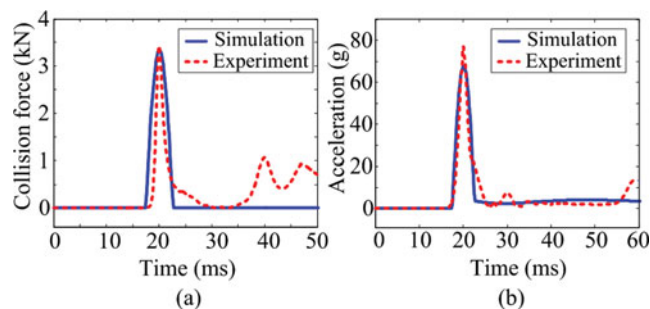 Collision force (kN)
4
3
2
1
0
Simulation
Experiment
0 10 20 30 40 50
Time (ms)
(a)
Acceleration (g)
80
60
40
20
0
Simulation
Experiment
0 10 20 30 40 50 60
Time (ms)
(b)